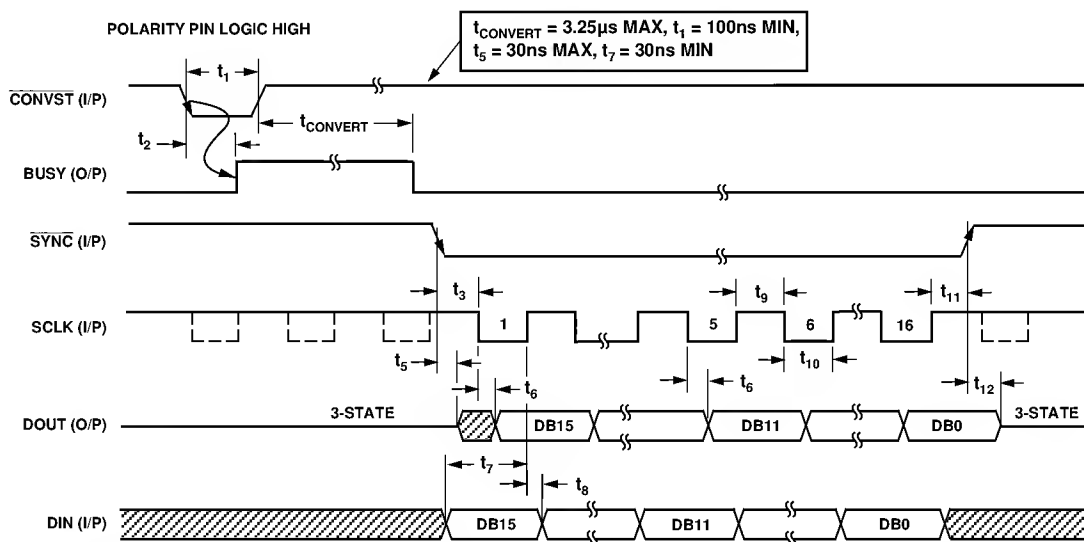 POLARITY PIN LOGIC HIGH
tCONVERT = 3.25µs MAX, t1 = 100ns MIN,
t5 = 30ns MAX, t7 = 30ns MIN
t1
CONVST (I/P)
t2
tCONVERT
BUSY (O/P)
SYNC (I/P)
t3
t9
t11
SCLK (I/P)
1
5
6
16
t5
t10
t6
t6
t12
3-STATE
3-STATE
DOUT (O/P)
DB15
DB11
DB0
t7
t8
DIN (I/P)
DB15
DB11
DB0